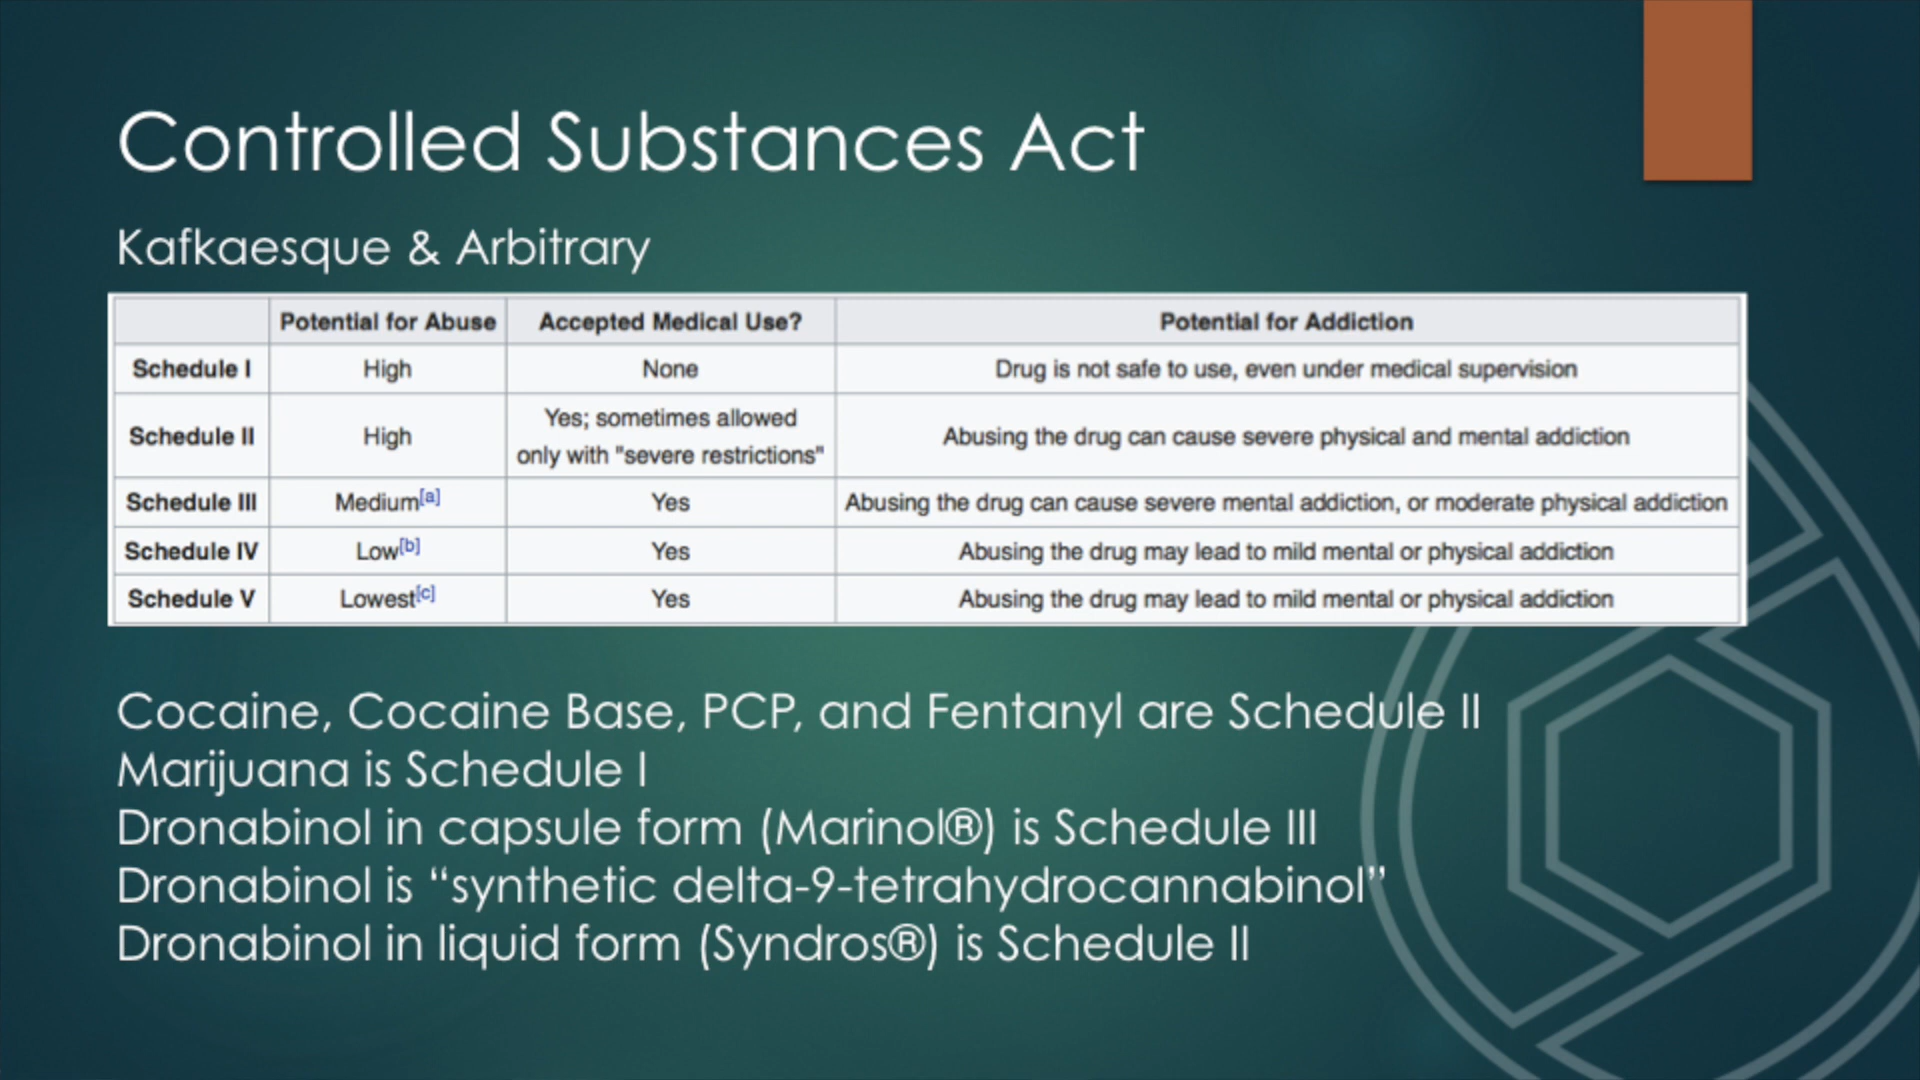 Controlled Substances Act
Kafkaesque & Arbitrary
Potential for Abuse Accepted Medical Use? Potential for Addiction
Schedule I High None Drug is not safe to use, even under medical supervision
Schedule II High Yes; sometimes allowed only with "severe restrictions" Abusing the drug can cause severe physical and mental addiction
Schedule III Medium[a] Yes Abusing the drug can cause severe mental addiction, or moderate physical addiction
Schedule IV Low[b] Yes Abusing the drug may lead to mild mental or physical addiction
Schedule V Lowest[c] Yes Abusing the drug may lead to mild mental or physical addiction
Cocaine, Cocaine Base, PCP, and Fentanyl are Schedule II
Marijuana is Schedule I
Dronabinol in capsule form (Marinol®) is Schedule III
Dronabinol is “synthetic delta-9-tetrahydrocannabinol”
Dronabinol in liquid form (Syndros®) is Schedule II